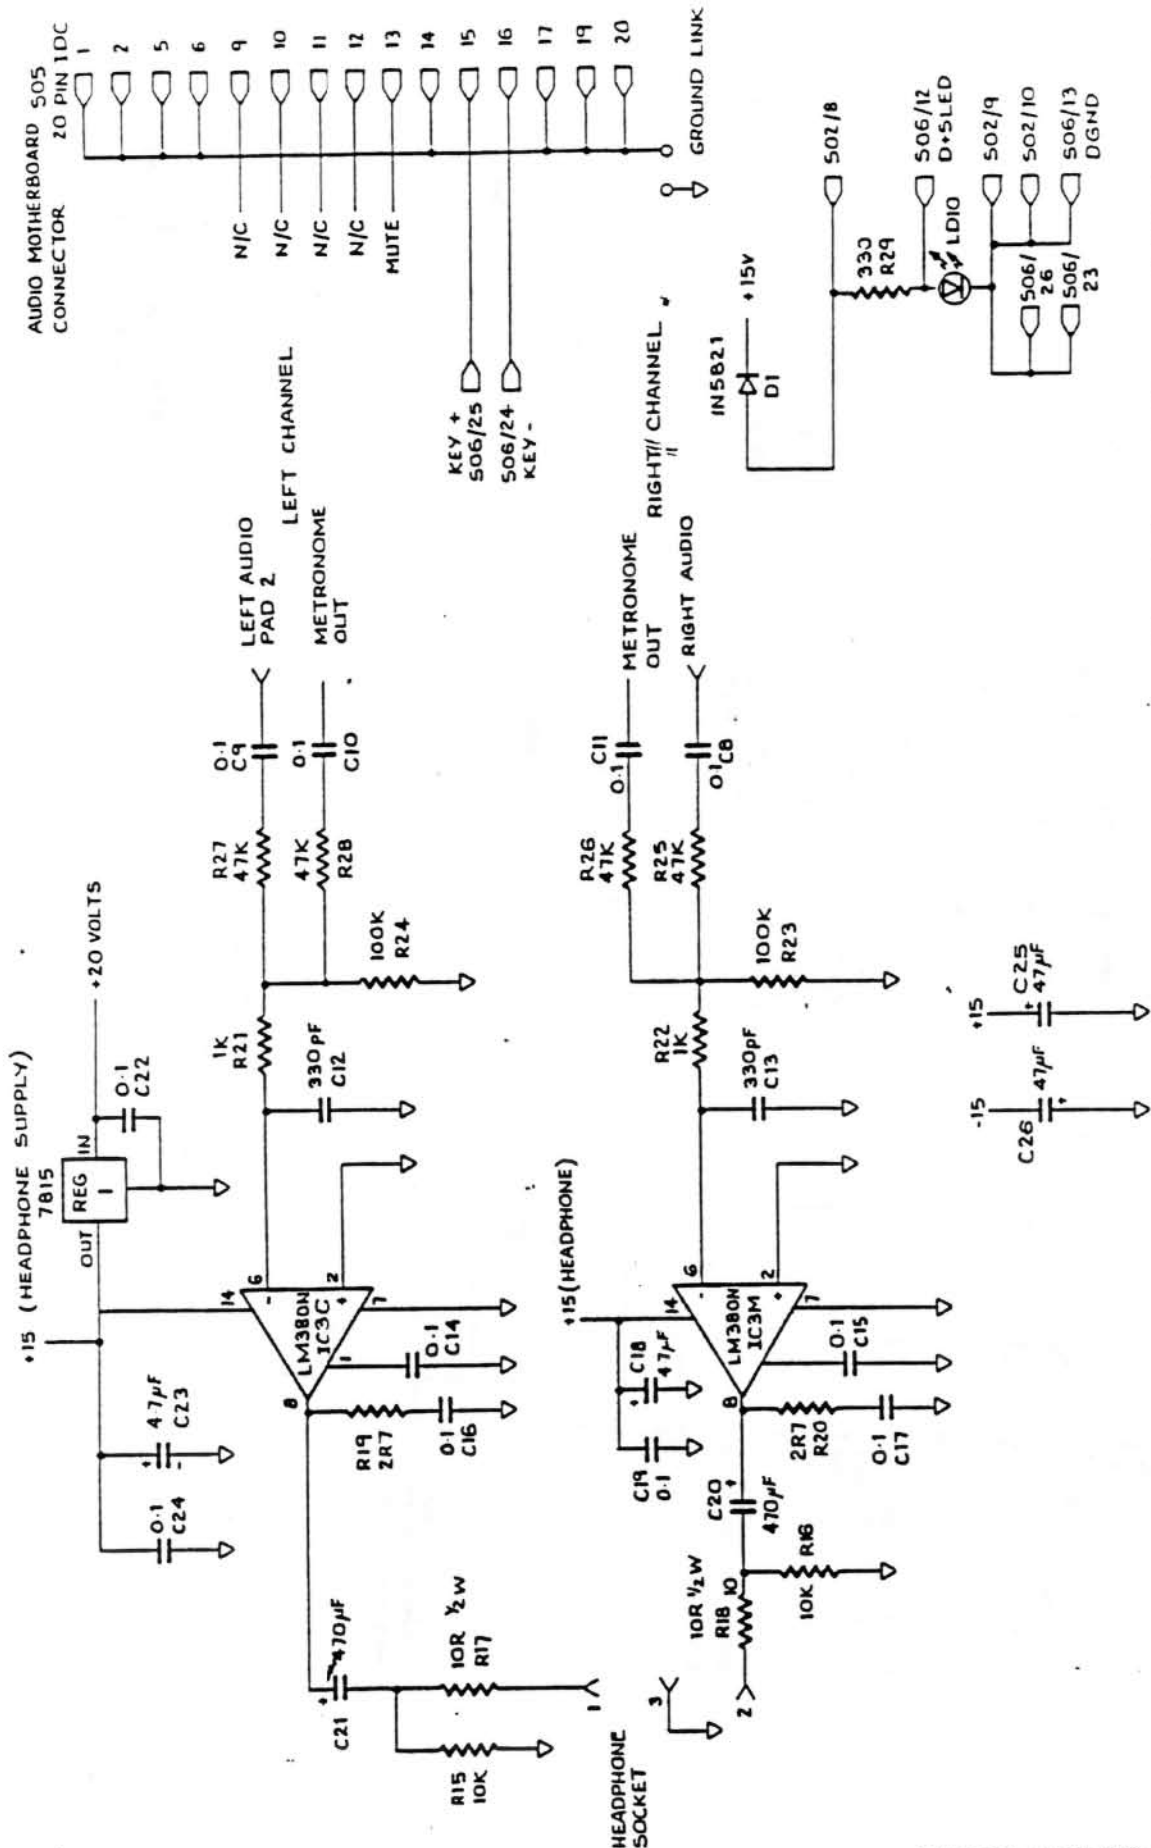 AUDIO MOTHERBOARD 505
CONNECTOR
20 PIN IDC
1
2
5
6
9
10
11
12
13
14
15
16
17
19
20
N/C
N/C
N/C
N/C
MUTE
KEY +
506/25
506/24
KEY -
GROUND LINK
+15 (HEADPHONE SUPPLY)
7815
REG
1
IN
OUT
+20 VOLTS
0·1
C22
4·7µF
C23
+
-
0·1
C24
LEFT CHANNEL
LEFT AUDIO
PAD 2
METRONOME
OUT
0·1
C9
0·1
C10
R27
47K
47K
R28
100K
R24
1K
R21
330pF
C12
14
6
-
2
+
7
1
8
LM380N
IC3C
0·1
C14
R19
2R7
0·1
C16
470µF
+
C21
10R ½W
R17
R15
10K
1
3
2
HEADPHONE
SOCKET
RIGHT CHANNEL
METRONOME
OUT
RIGHT AUDIO
C11
0·1
0·1
C8
R26
47K
R25
47K
100K
R23
R22
1K
330pF
C13
+15 (HEADPHONE)
14
6
-
2
+
7
8
LM380N
IC3M
C18
47µF
+
C19
0·1
0·1
C15
2R7
R20
0·1
C17
C20
+
470µF
10R ½W
R18
10
R16
10K
+15V
1N5821
D1
502/8
330
R29
506/12
D+5LED
LD10
502/9
502/10
506/13
DGND
506/
26
506/
23
+15
C25
47µF
+
-15
C26
47µF
+